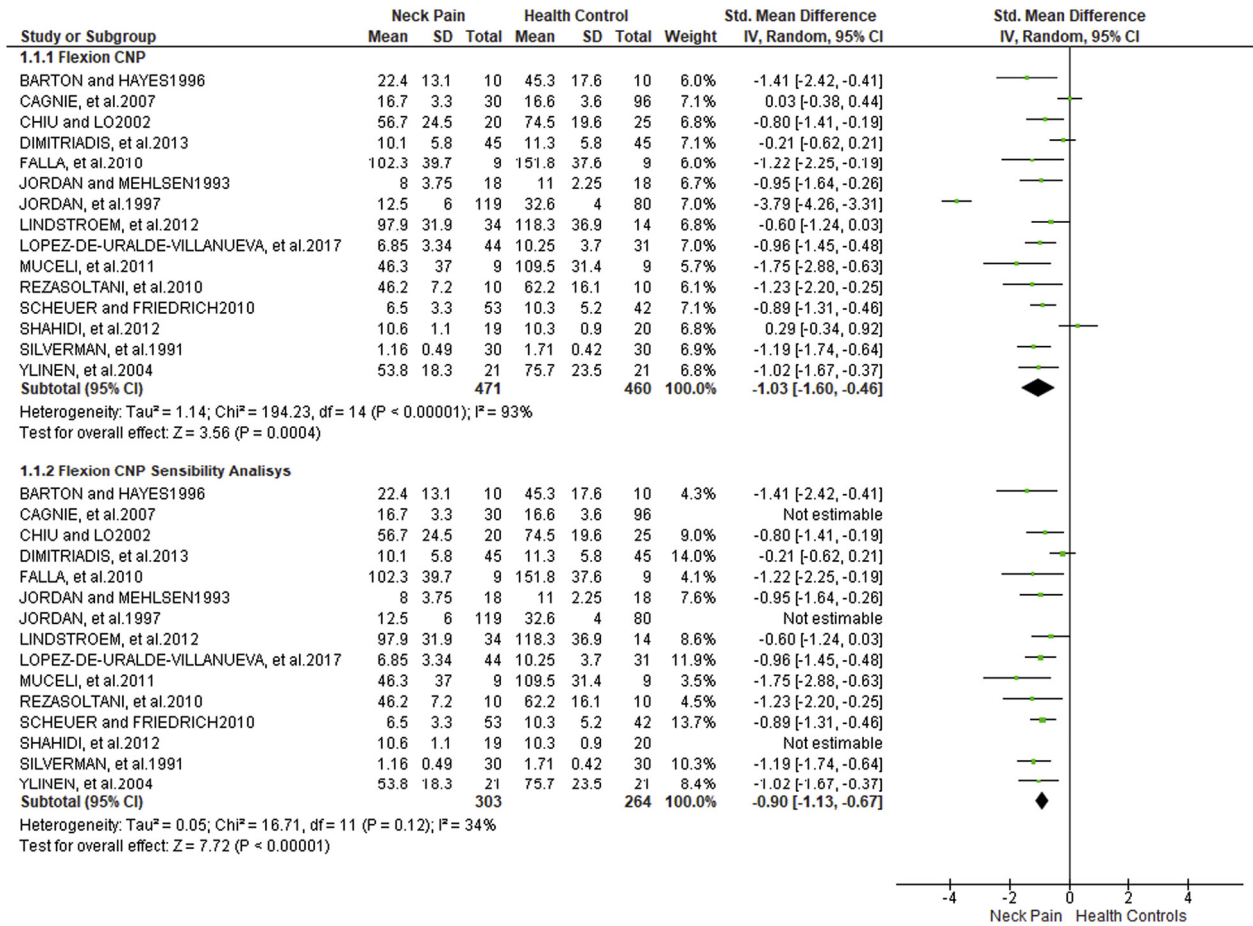 Neck Pain Health Control Std. Mean Difference Std. Mean Difference
Study or Subgroup Mean SD Total Mean SD Total Weight IV, Random, 95% CI IV, Random, 95% CI
1.1.1 Flexion CNP
BARTON and HAYES1996 22.4 13.1 10 45.3 17.6 10 6.0% -1.41 [-2.42, -0.41]
CAGNIE, et al.2007 16.7 3.3 30 16.6 3.6 96 7.1% 0.03 [-0.38, 0.44]
CHIU and LO2002 56.7 24.5 20 74.5 19.6 25 6.8% -0.80 [-1.41, -0.19]
DIMITRIADIS, et al.2013 10.1 5.8 45 11.3 5.8 45 7.1% -0.21 [-0.62, 0.21]
FALLA, et al.2010 102.3 39.7 9 151.8 37.6 9 6.0% -1.22 [-2.25, -0.19]
JORDAN and MEHLSEN1993 8 3.75 18 11 2.25 18 6.7% -0.95 [-1.64, -0.26]
JORDAN, et al.1997 12.5 6 119 32.6 4 80 7.0% -3.79 [-4.26, -3.31]
LINDSTROEM, et al.2012 97.9 31.9 34 118.3 36.9 14 6.8% -0.60 [-1.24, 0.03]
LOPEZ-DE-URALDE-VILLANUEVA, et al.2017 6.85 3.34 44 10.25 3.7 31 7.0% -0.96 [-1.45, -0.48]
MUCELI, et al.2011 46.3 37 9 109.5 31.4 9 5.7% -1.75 [-2.88, -0.63]
REZASOLTANI, et al.2010 46.2 7.2 10 62.2 16.1 10 6.1% -1.23 [-2.20, -0.25]
SCHEUER and FRIEDRICH2010 6.5 3.3 53 10.3 5.2 42 7.1% -0.89 [-1.31, -0.46]
SHAHIDI, et al.2012 10.6 1.1 19 10.3 0.9 20 6.8% 0.29 [-0.34, 0.92]
SILVERMAN, et al.1991 1.16 0.49 30 1.71 0.42 30 6.9% -1.19 [-1.74, -0.64]
YLINEN, et al.2004 53.8 18.3 21 75.7 23.5 21 6.8% -1.02 [-1.67, -0.37]
Subtotal (95% CI) 471 460 100.0% -1.03 [-1.60, -0.46]
Heterogeneity: Tau² = 1.14; Chi² = 194.23, df = 14 (P < 0.00001); I² = 93%
Test for overall effect: Z = 3.56 (P = 0.0004)
1.1.2 Flexion CNP Sensibility Analisys
BARTON and HAYES1996 22.4 13.1 10 45.3 17.6 10 4.3% -1.41 [-2.42, -0.41]
CAGNIE, et al.2007 16.7 3.3 30 16.6 3.6 96 Not estimable
CHIU and LO2002 56.7 24.5 20 74.5 19.6 25 9.0% -0.80 [-1.41, -0.19]
DIMITRIADIS, et al.2013 10.1 5.8 45 11.3 5.8 45 14.0% -0.21 [-0.62, 0.21]
FALLA, et al.2010 102.3 39.7 9 151.8 37.6 9 4.1% -1.22 [-2.25, -0.19]
JORDAN and MEHLSEN1993 8 3.75 18 11 2.25 18 7.6% -0.95 [-1.64, -0.26]
JORDAN, et al.1997 12.5 6 119 32.6 4 80 Not estimable
LINDSTROEM, et al.2012 97.9 31.9 34 118.3 36.9 14 8.6% -0.60 [-1.24, 0.03]
LOPEZ-DE-URALDE-VILLANUEVA, et al.2017 6.85 3.34 44 10.25 3.7 31 11.9% -0.96 [-1.45, -0.48]
MUCELI, et al.2011 46.3 37 9 109.5 31.4 9 3.5% -1.75 [-2.88, -0.63]
REZASOLTANI, et al.2010 46.2 7.2 10 62.2 16.1 10 4.5% -1.23 [-2.20, -0.25]
SCHEUER and FRIEDRICH2010 6.5 3.3 53 10.3 5.2 42 13.7% -0.89 [-1.31, -0.46]
SHAHIDI, et al.2012 10.6 1.1 19 10.3 0.9 20 Not estimable
SILVERMAN, et al.1991 1.16 0.49 30 1.71 0.42 30 10.3% -1.19 [-1.74, -0.64]
YLINEN, et al.2004 53.8 18.3 21 75.7 23.5 21 8.4% -1.02 [-1.67, -0.37]
Subtotal (95% CI) 303 264 100.0% -0.90 [-1.13, -0.67]
Heterogeneity: Tau² = 0.05; Chi² = 16.71, df = 11 (P = 0.12); I² = 34%
Test for overall effect: Z = 7.72 (P < 0.00001)
-4 -2 0 2 4
Neck Pain Health Controls